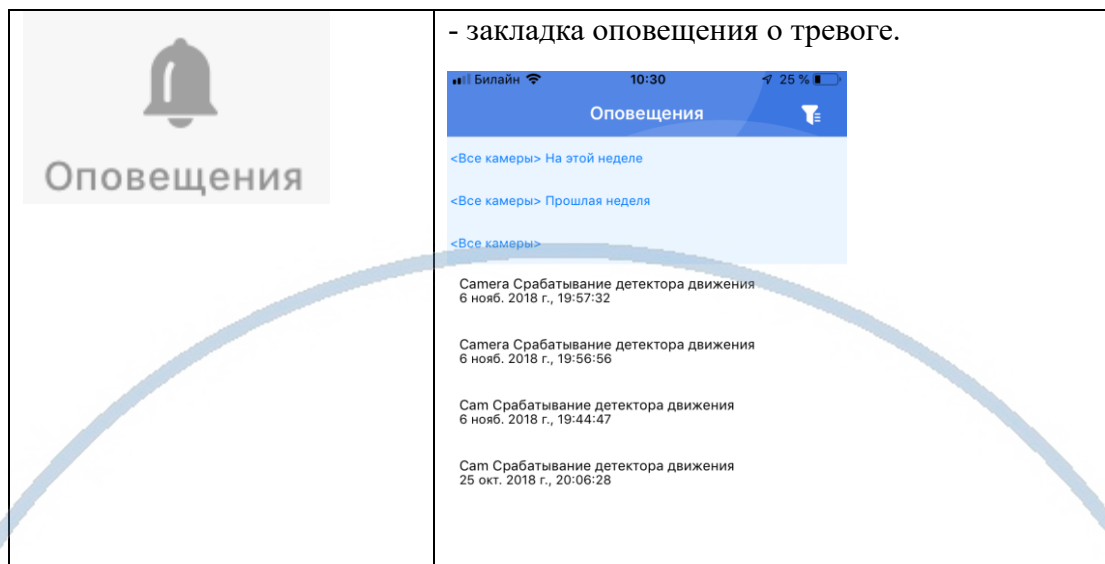 Оповещения
- закладка оповещения о тревоге.
Билайн 10:30 25 %
Оповещения
<Все камеры> На этой неделе
<Все камеры> Прошлая неделя
<Все камеры>
Camera Срабатывание детектора движения
6 нояб. 2018 г., 19:57:32
Camera Срабатывание детектора движения
6 нояб. 2018 г., 19:56:56
Cam Срабатывание детектора движения
6 нояб. 2018 г., 19:44:47
Cam Срабатывание детектора движения
25 окт. 2018 г., 20:06:28